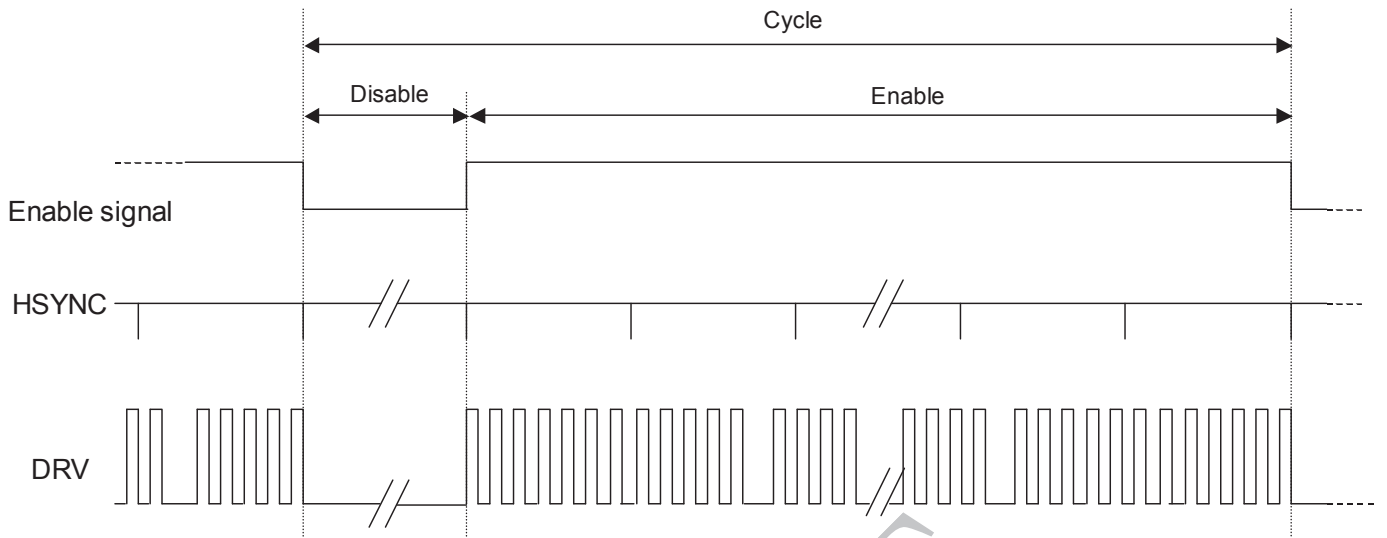 Cycle
Disable
Enable
Enable signal
HSYNC
DRV